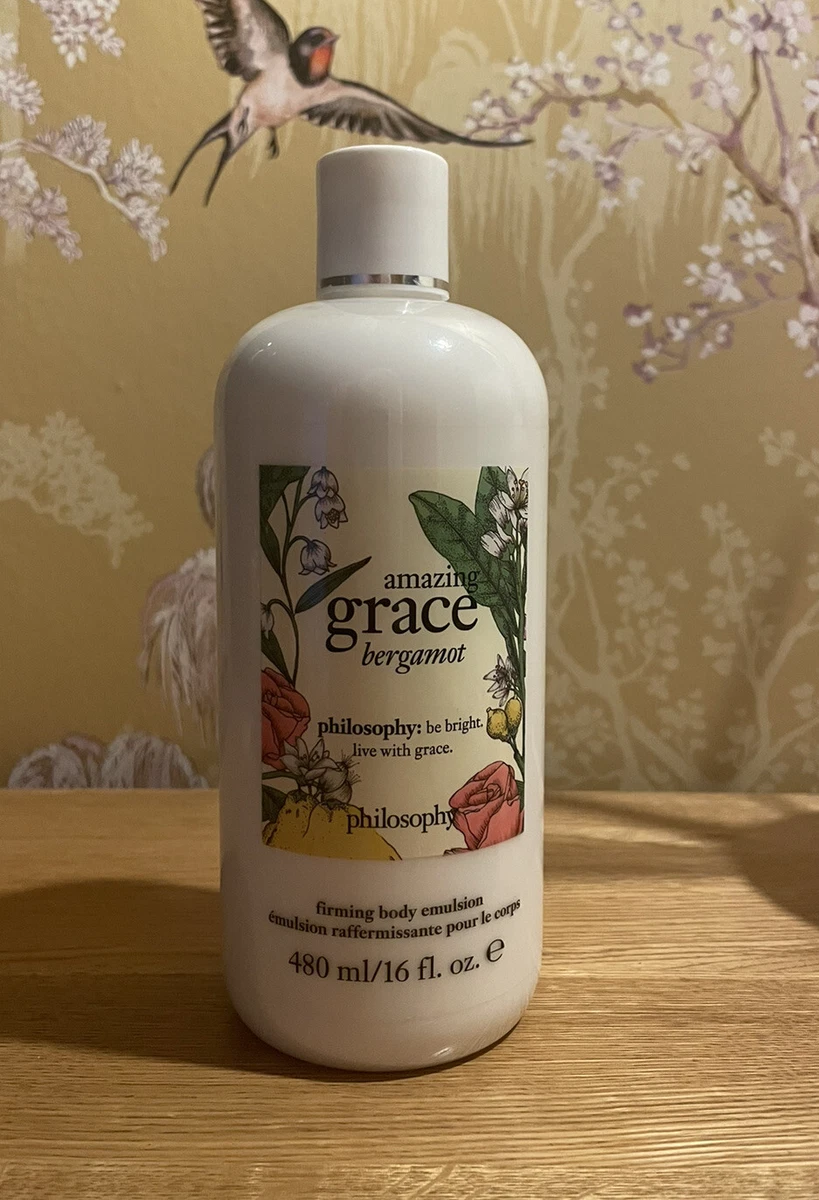 amazing
grace
bergamot
philosophy: be bright.
live with grace.
philosophy
firming body emulsion
émulsion raffermissante pour le corps
480 ml/16 fl. oz. ℮